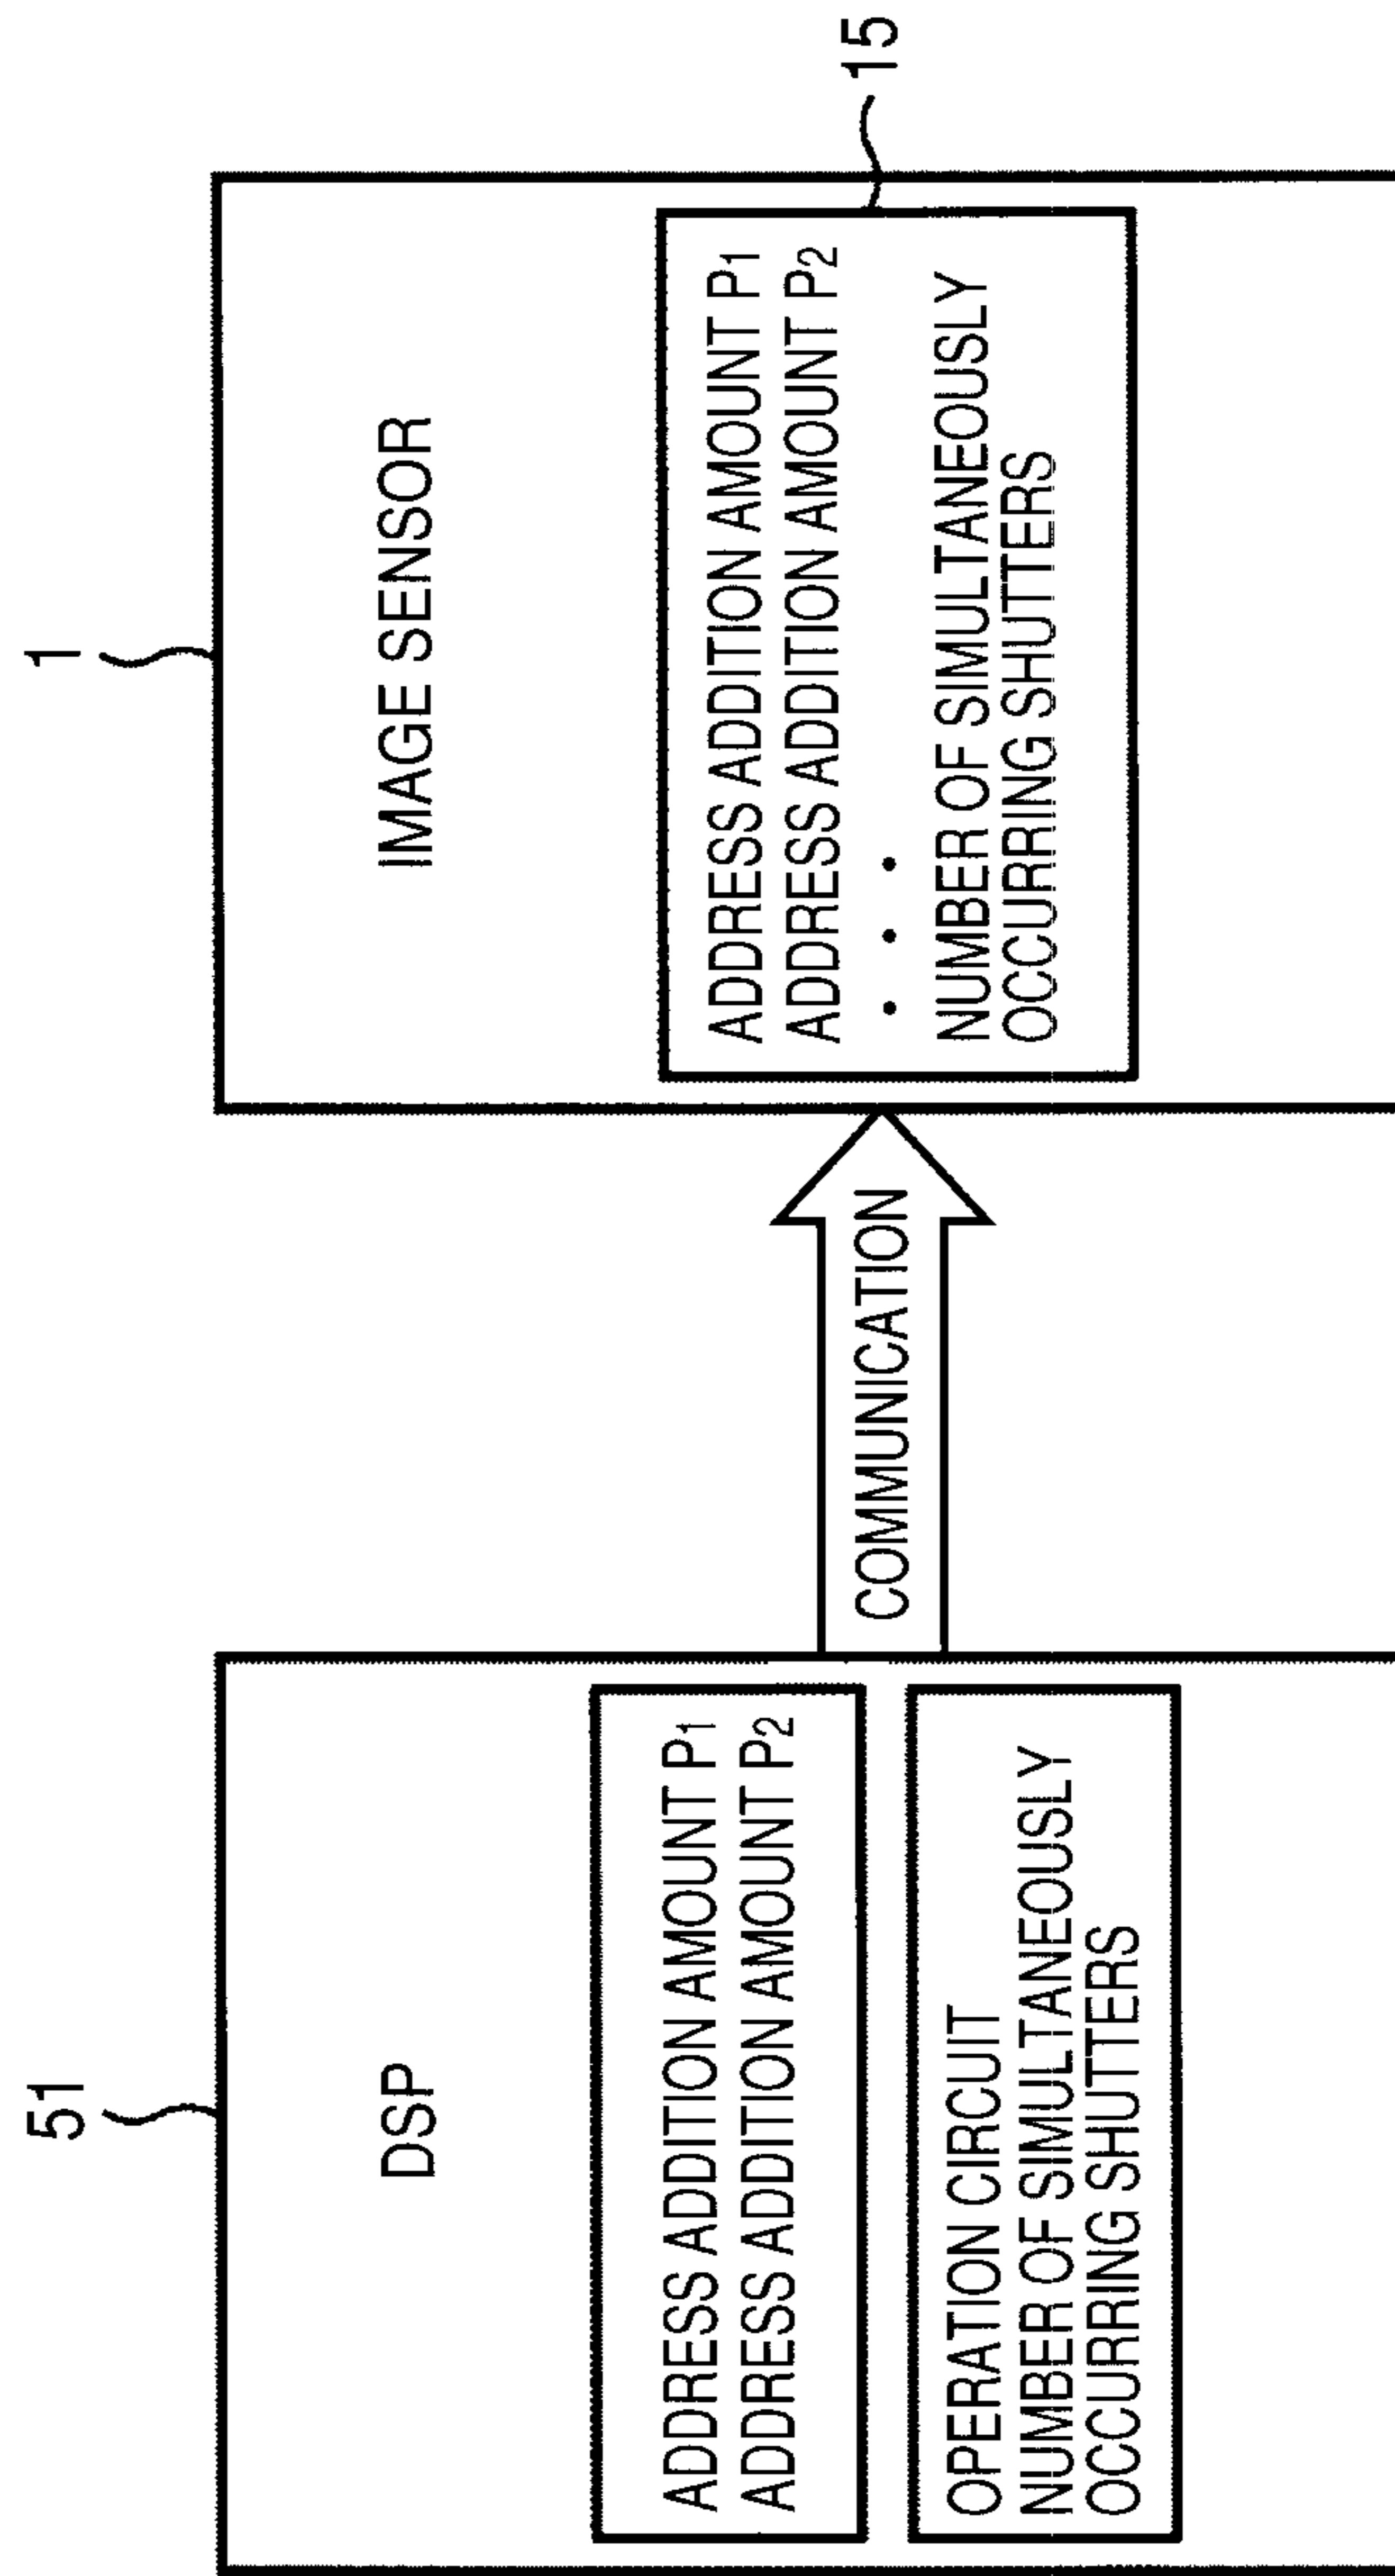 51
DSP
ADDRESS ADDITION AMOUNT P1
ADDRESS ADDITION AMOUNT P2
OPERATION CIRCUIT
NUMBER OF SIMULTANEOUSLY
OCCURRING SHUTTERS
COMMUNICATION
1
IMAGE SENSOR
ADDRESS ADDITION AMOUNT P1
ADDRESS ADDITION AMOUNT P2
• • •
NUMBER OF SIMULTANEOUSLY
OCCURRING SHUTTERS
15